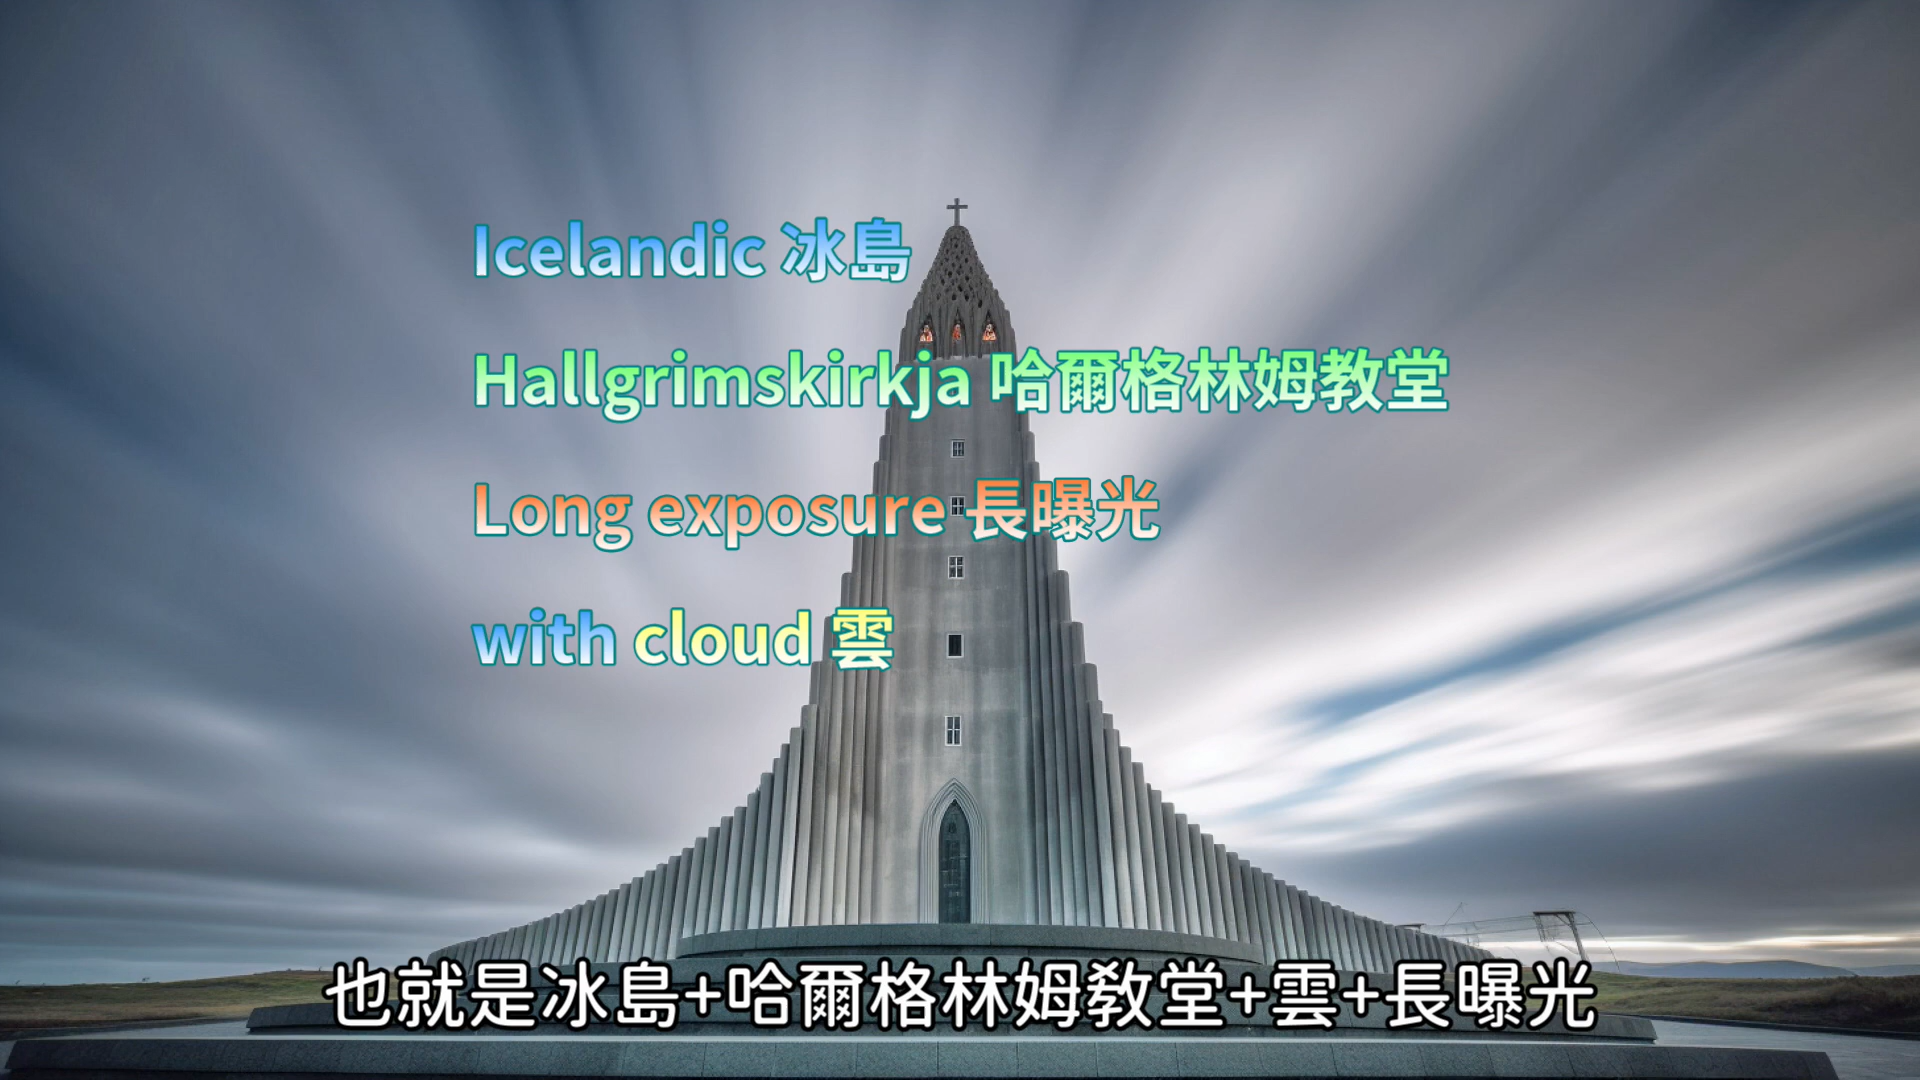 Icelandic 冰島
Hallgrimskirkja 哈爾格林姆教堂
Long exposure 長曝光
with cloud 雲
也就是冰島+哈爾格林姆教堂+雲+長曝光